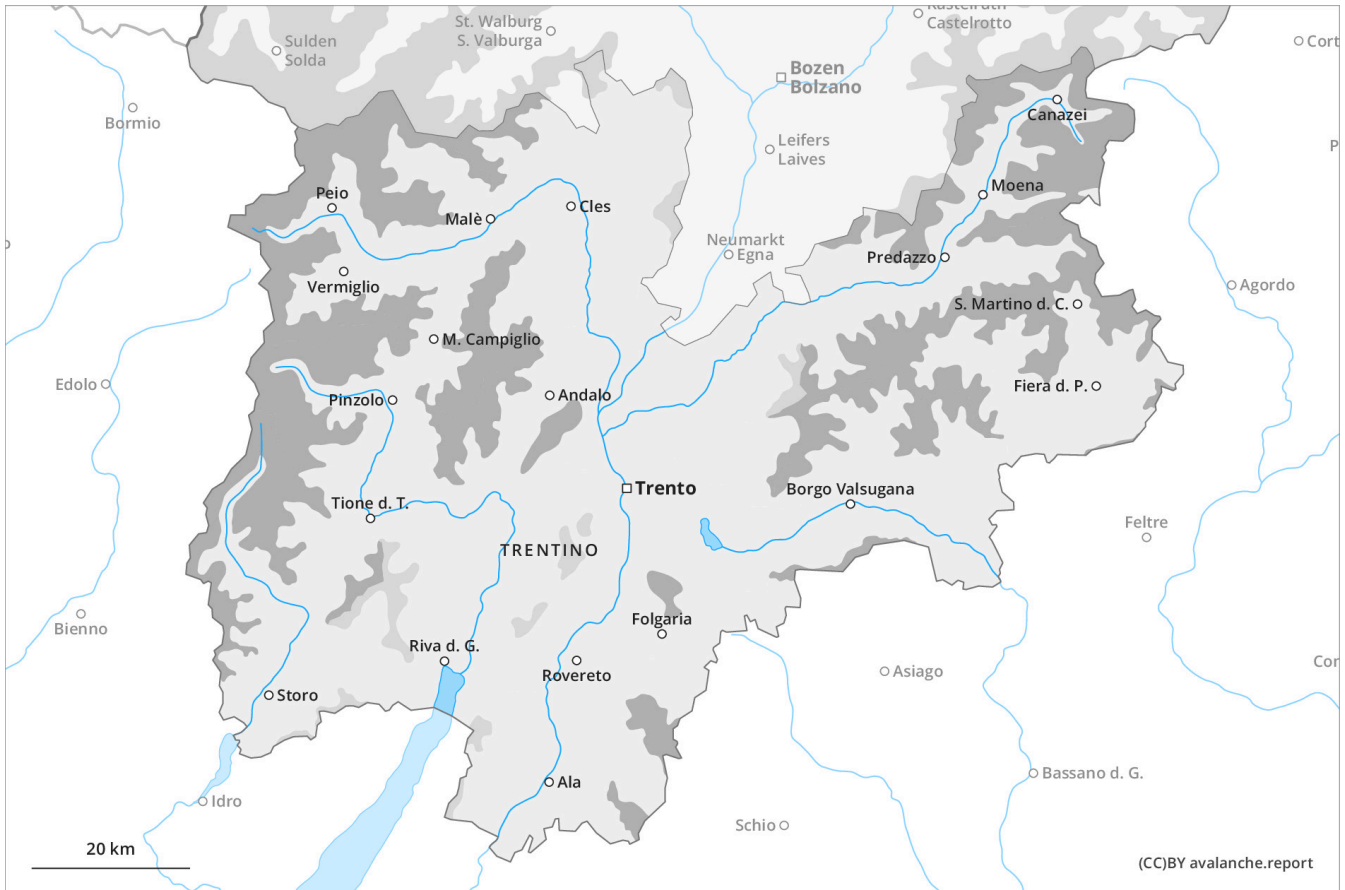 St. Walburg
S. Valburga
Castelrotto
Sulden
Solda
Cort
Bozen
Bolzano
Bormio
Canazei
Leifers
Laives
P
Peio
Moena
Malè
Cles
Neumarkt
Egna
Predazzo
Vermiglio
Agordo
S. Martino d. C.
M. Campiglio
Edolo
Fiera d. P.
Pinzolo
Andalo
Trento
Borgo Valsugana
Tione d. T.
Feltre
TRENTINO
Bienno
Folgaria
Riva d. G.
Rovereto
Asiago
Cor
Storo
Bassano d. G.
Ala
Idro
Schio
20 km
(CC)BY avalanche.report